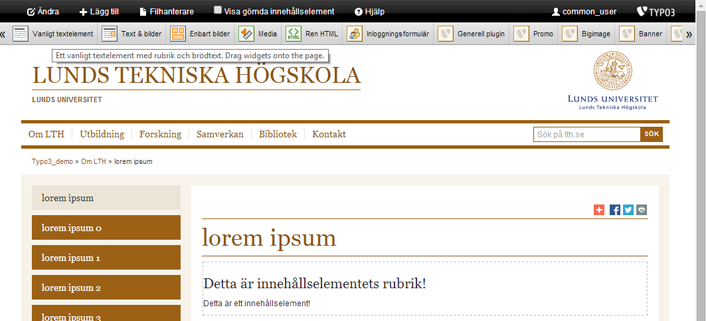 Ändra Lägg till Filhanterare Visa gömda innehållselement Hjälp common_user TYPO3
« Vanligt textelement Text & bilder Enbart bilder Media Ren HTML Inloggningsformulär Generell plugin Promo Bigimage Banner »
Ett vanligt textelement med rubrik och brödtext. Drag widgets onto the page.
LUNDS TEKNISKA HÖGSKOLA
LUNDS UNIVERSITET
LUNDS UNIVERSITET
Lunds Tekniska Högskola
Om LTH Utbildning Forskning Samverkan Bibliotek Kontakt Sök på lth.se SÖK
Typo3_demo > Om LTH > lorem ipsum
lorem ipsum
lorem ipsum 0
lorem ipsum 1
lorem ipsum 2
lorem ipsum 3
lorem ipsum
Detta är innehållselementets rubrik!
Detta är ett innehållselement!